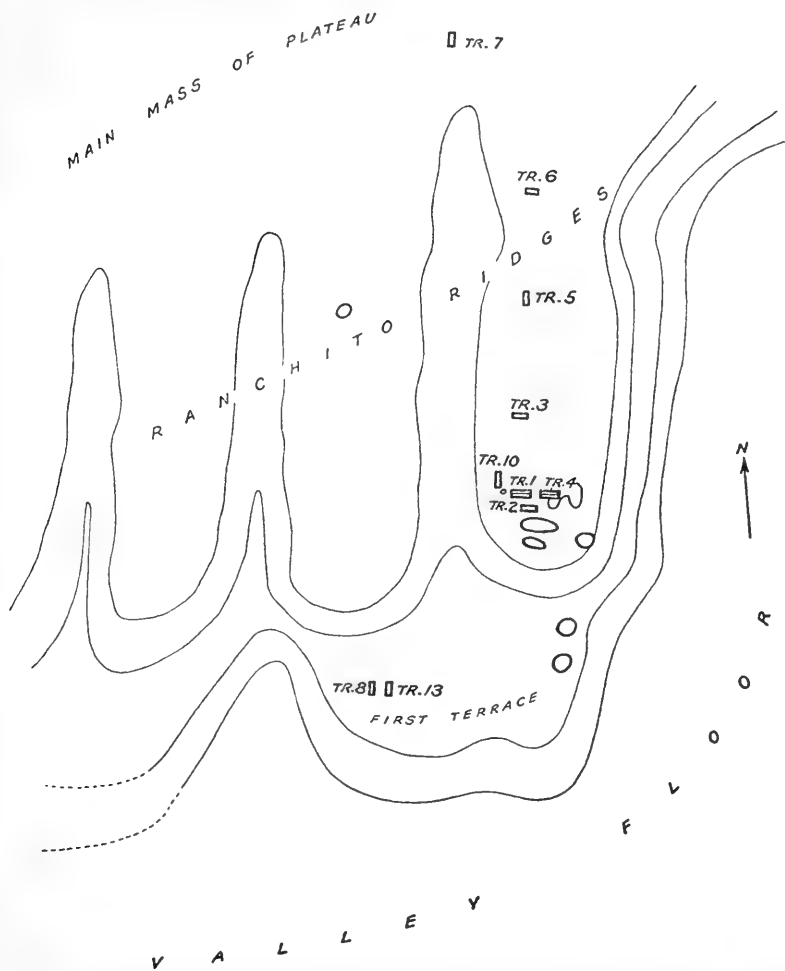 MAIN MASS OF PLATEAU
TR. 7
TR. 6
RANCHITO RIDGES
TR. 5
TR. 3
TR. 10
TR. 1
TR. 4
TR. 2
N
TR. 8
TR. 13
FIRST TERRACE
VALLEY FLOOR